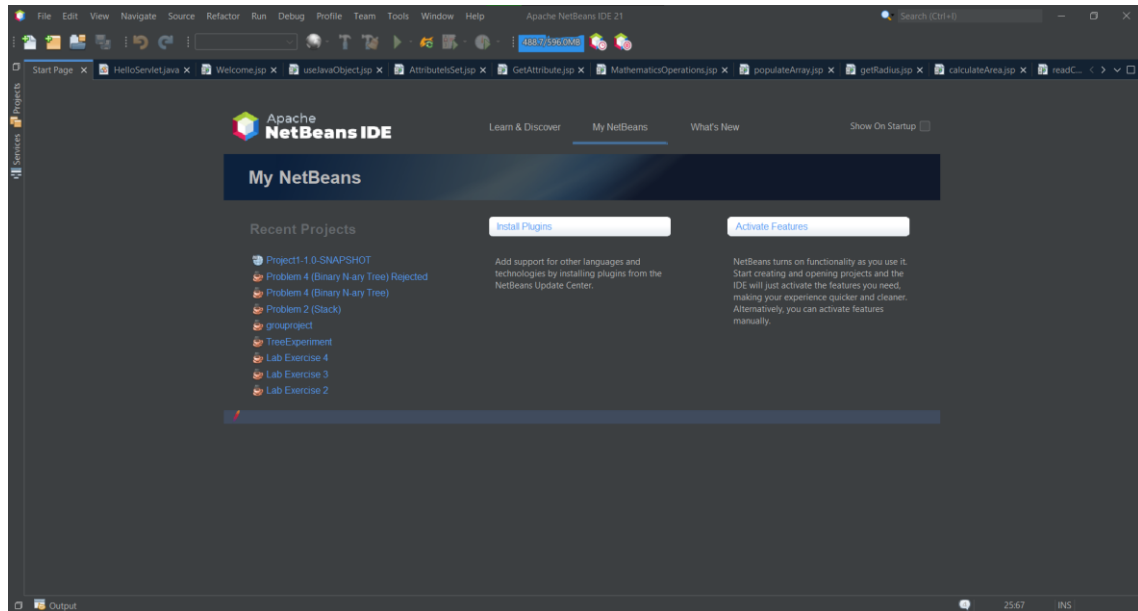 File Edit View Navigate Source Refactor Run Debug Profile Team Tools Window Help Apache NetBeans IDE 21 Search (Ctrl+I)
488.7/596.0MB
Start Page HelloServlet.java Welcome.jsp useJavaObject.jsp AttributeIsSet.jsp GetAttribute.jsp MathematicsOperations.jsp populateArray.jsp getRadius.jsp calculateArea.jsp readC...
Projects
Services
Apache
NetBeans IDE
Learn & Discover My NetBeans What's New Show On Startup
My NetBeans
Recent Projects
Project1-1.0-SNAPSHOT
Problem 4 (Binary N-ary Tree) Rejected
Problem 4 (Binary N-ary Tree)
Problem 2 (Stack)
grouproject
TreeExperiment
Lab Exercise 4
Lab Exercise 3
Lab Exercise 2
Install Plugins
Add support for other languages and
technologies by installing plugins from the
NetBeans Update Center.
Activate Features
NetBeans turns on functionality as you use it.
Start creating and opening projects and the
IDE will just activate the features you need,
making your experience quicker and cleaner.
Alternatively, you can activate features
manually.
Output 25:67 INS